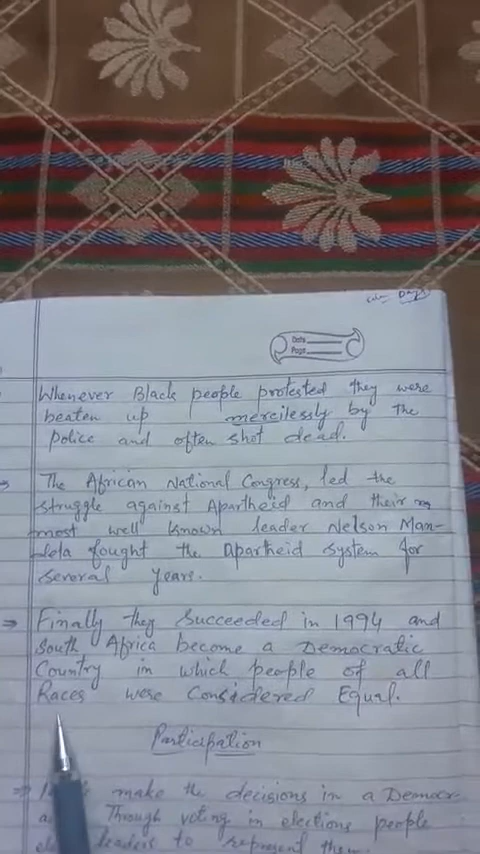 Days
Date
Page
Whenever Black people protested they were
beaten up mercilessly by the
police and often shot dead.
⇒ The African National Congress, led the
struggle against Apartheid and their
most well known leader Nelson Man-
dela fought the apartheid system for
several years.
⇒ Finally they succeeded in 1994 and
South Africa become a Democratic
Country in which people of all
Races were Considered Equal.
Participation
⇒ make the decisions in a Democr-
Through voting in elections people
leaders to represent them